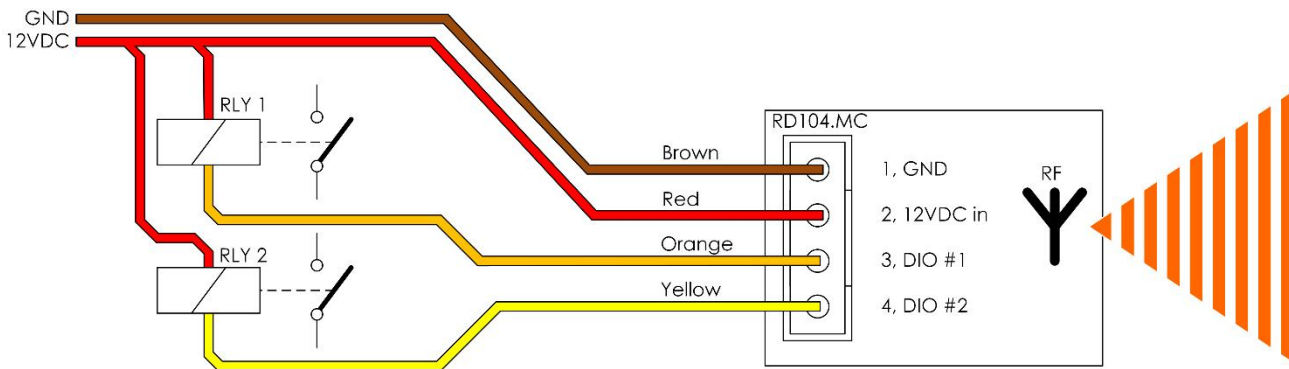 GND
12VDC
RLY 1
RD104.MC
Brown
1, GND
RF
Red
2, 12VDC in
Orange
3, DIO #1
RLY 2
Yellow
4, DIO #2